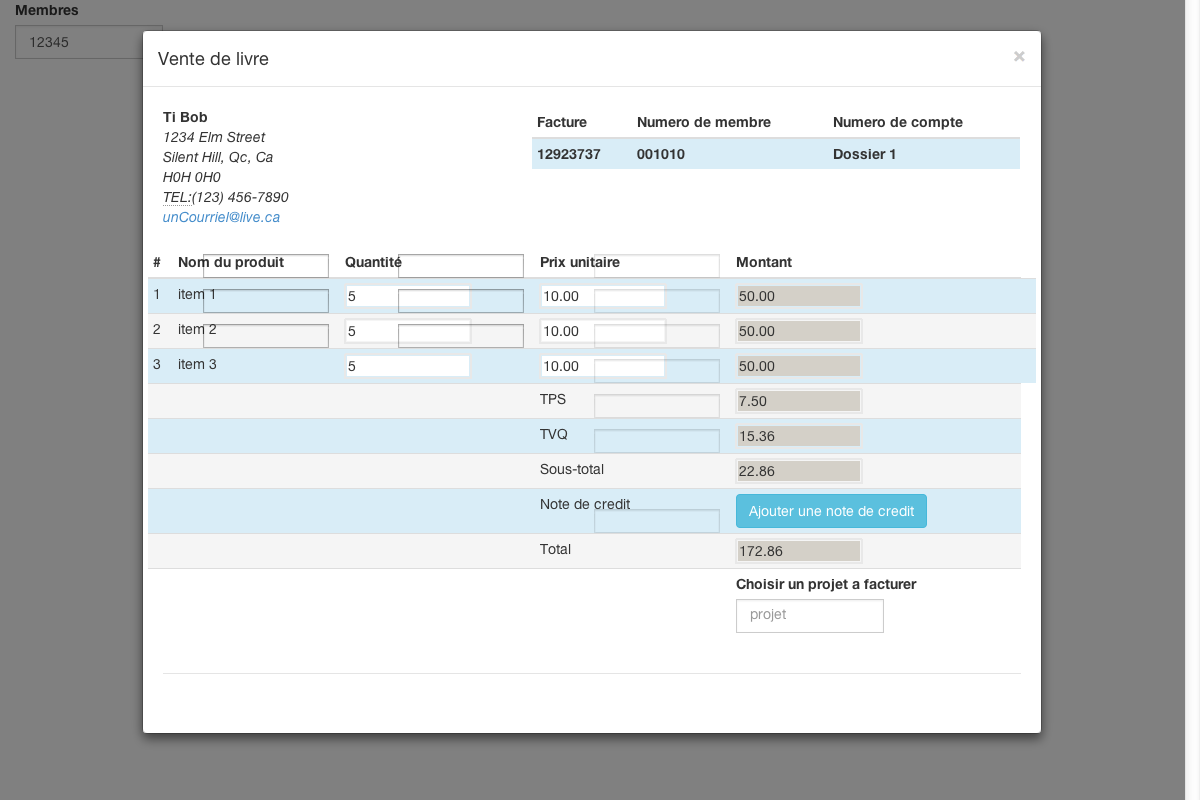 Membres
12345
Vente de livre ×
Ti Bob
1234 Elm Street
Silent Hill, Qc, Ca
H0H 0H0
TEL:(123) 456-7890
unCourriel@live.ca
Facture Numero de membre Numero de compte
12923737 001010 Dossier 1
# Nom du produit Quantité Prix unitaire Montant
1 item 1 5 10.00 50.00
2 item 2 5 10.00 50.00
3 item 3 5 10.00 50.00
TPS 7.50
TVQ 15.36
Sous-total 22.86
Note de credit Ajouter une note de credit
Total 172.86
Choisir un projet a facturer
projet